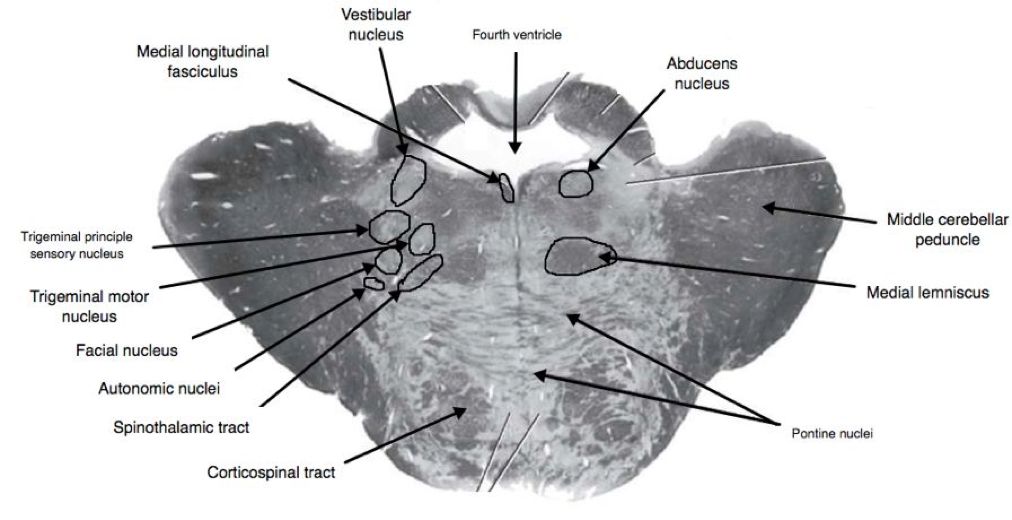 Vestibular
nucleus
Fourth ventricle
Medial longitudinal
fasciculus
Abducens
nucleus
Trigeminal principle
sensory nucleus
Middle cerebellar
peduncle
Trigeminal motor
nucleus
Medial lemniscus
Facial nucleus
Autonomic nuclei
Spinothalamic tract
Pontine nuclei
Corticospinal tract